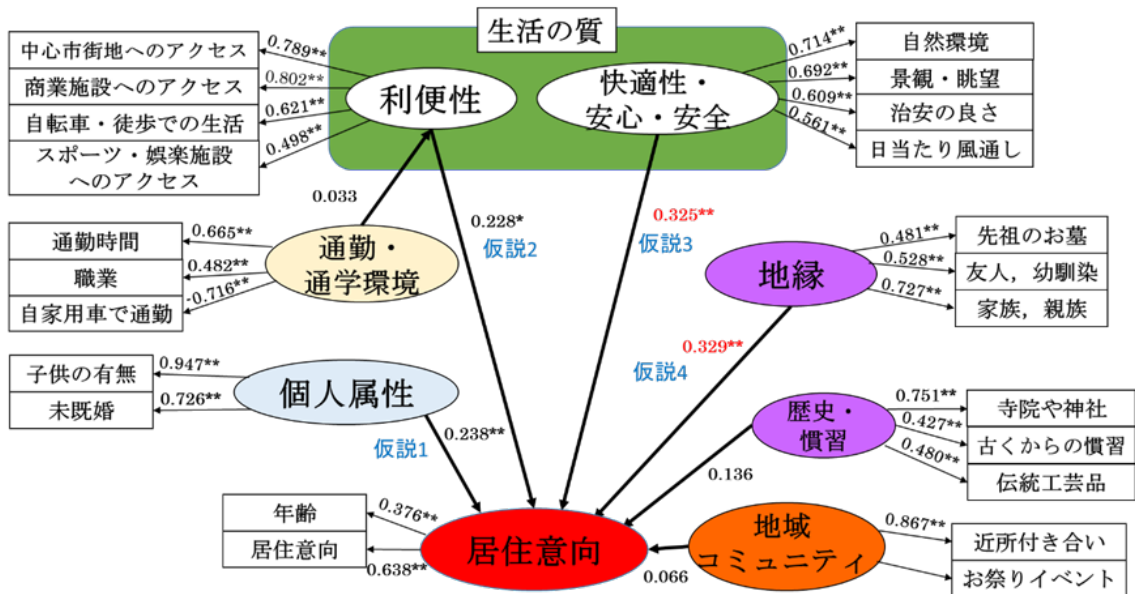 生活の質
中心市街地へのアクセス
商業施設へのアクセス
自転車・徒歩での生活
スポーツ・娯楽施設
へのアクセス
0.789**
0.802**
0.621**
0.498**
利便性
快適性・
安心・安全
0.714**
0.692**
0.609**
0.561**
自然環境
景観・眺望
治安の良さ
日当たり風通し
0.033
0.228*
仮説2
0.325**
仮説3
通勤時間
職業
自家用車で通勤
0.665**
0.482**
-0.716**
通勤・
通学環境
地縁
0.481**
0.528**
0.727**
先祖のお墓
友人，幼馴染
家族，親族
0.329**
仮説4
子供の有無
未既婚
0.947**
0.726**
個人属性
仮説1
0.238**
歴史・
慣習
0.751**
0.427**
0.480**
寺院や神社
古くからの慣習
伝統工芸品
0.136
年齢
居住意向
0.376**
0.638**
居住意向
0.066
地域
コミュニティ
0.867**
近所付き合い
お祭りイベント